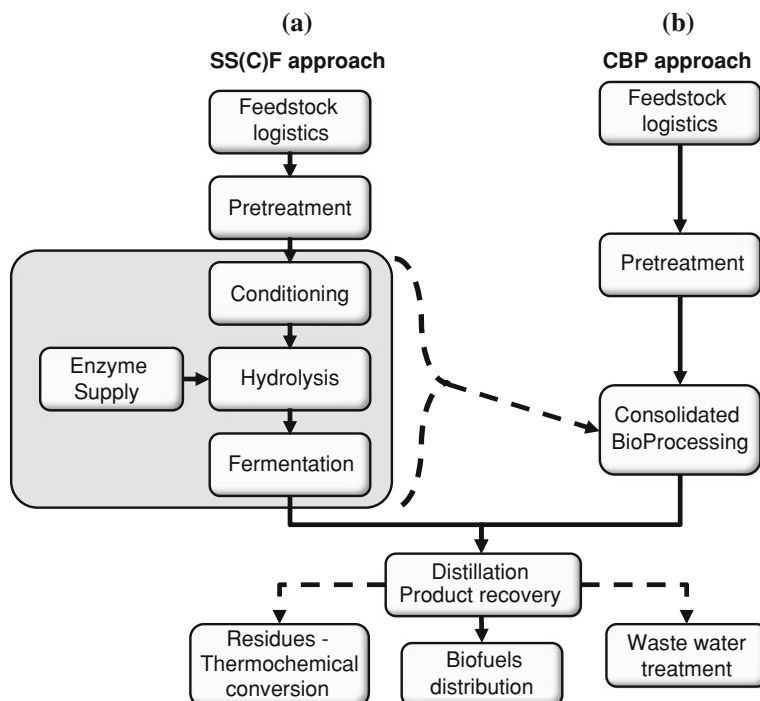 (a)
SS(C)F approach
Feedstock
logistics
Pretreatment
Conditioning
Enzyme
Supply
Hydrolysis
Fermentation
(b)
CBP approach
Feedstock
logistics
Pretreatment
Consolidated
BioProcessing
Distillation
Product recovery
Residues -
Thermochemical
conversion
Biofuels
distribution
Waste water
treatment